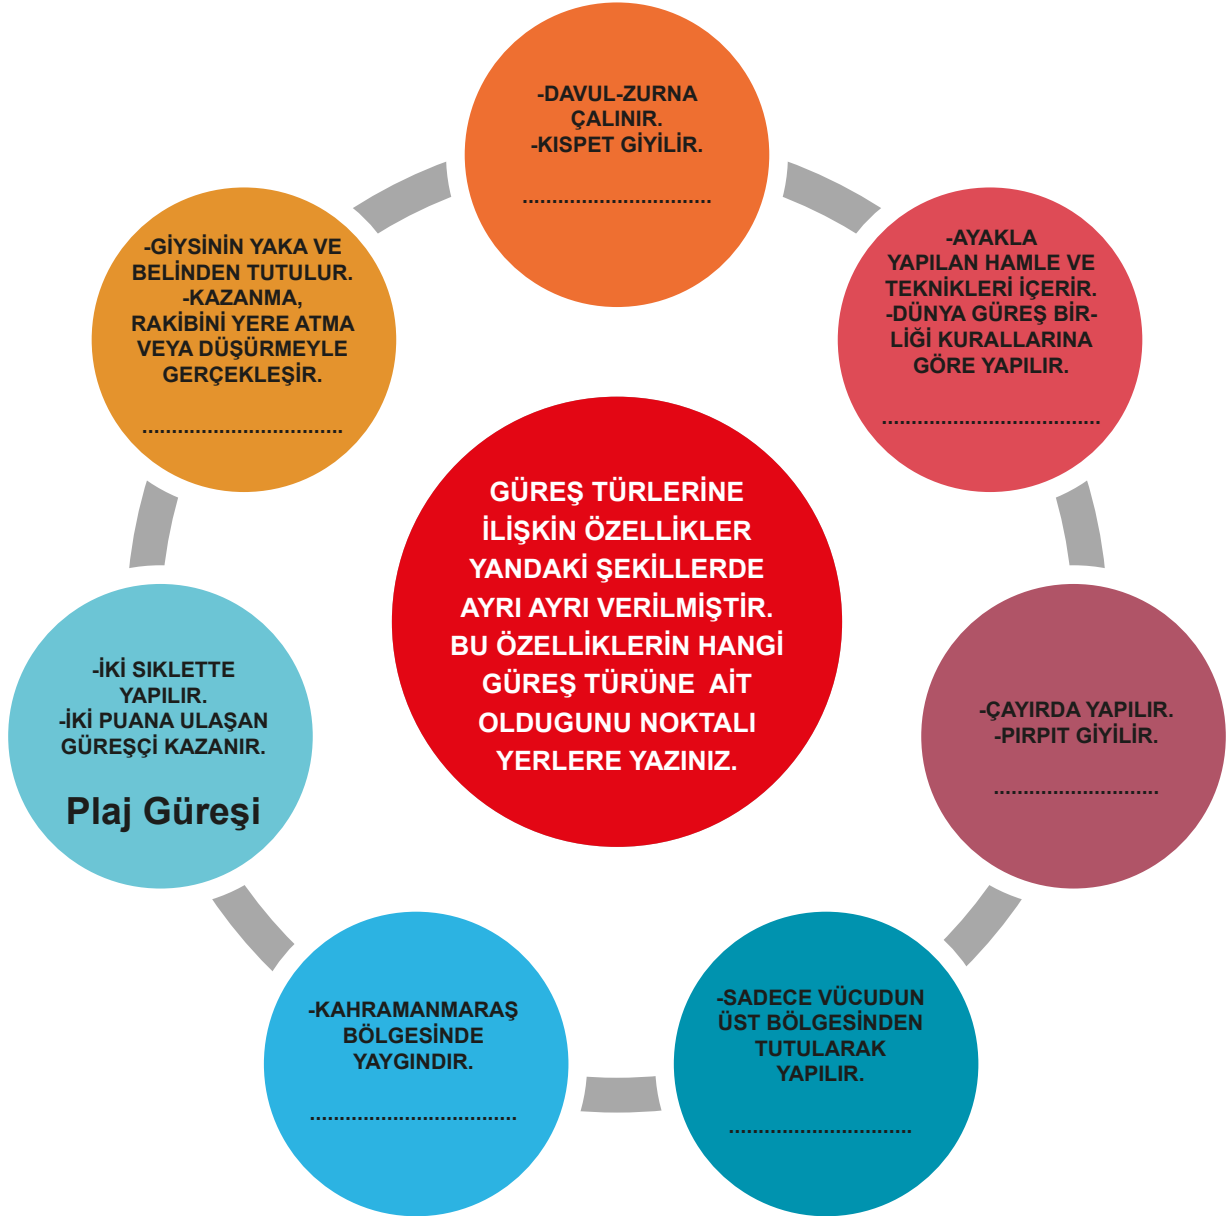 -DAVUL-ZURNA
ÇALINIR.
-KISPET GİYİLİR.
................................
-AYAKLA
YAPILAN HAMLE VE
TEKNİKLERİ İÇERİR.
-DÜNYA GÜREŞ BİR-
LİĞİ KURALLARINA
GÖRE YAPILIR.
.....................................
-ÇAYIRDA YAPILIR.
-PIRPIT GİYİLİR.
............................
-SADECE VÜCUDUN
ÜST BÖLGESİNDEN
TUTULARAK
YAPILIR.
...............................
-KAHRAMANMARAŞ
BÖLGESİNDE
YAYGINDIR.
...................................
-İKİ SIKLETTE
YAPILIR.
-İKİ PUANA ULAŞAN
GÜREŞÇİ KAZANIR.
Plaj Güreşi
-GİYSİNİN YAKA VE
BELİNDEN TUTULUR.
-KAZANMA,
RAKİBİNİ YERE ATMA
VEYA DÜŞÜRMEYLE
GERÇEKLEŞİR.
..................................
GÜREŞ TÜRLERİNE
İLİŞKİN ÖZELLİKLER
YANDAKİ ŞEKİLLERDE
AYRI AYRI VERİLMİŞTİR.
BU ÖZELLİKLERİN HANGİ
GÜREŞ TÜRÜNE AİT
OLDUGUNU NOKTALI
YERLERE YAZINIZ.